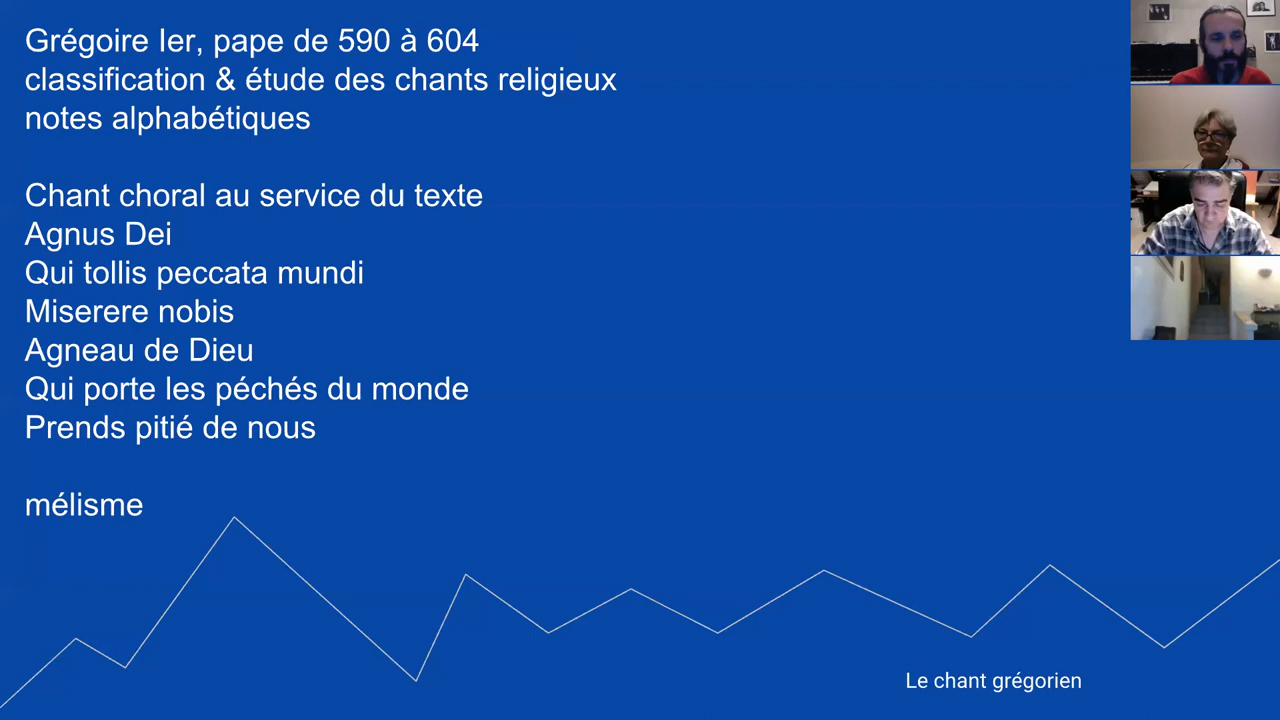 Grégoire Ier, pape de 590 à 604
classification & étude des chants religieux
notes alphabétiques
Chant choral au service du texte
Agnus Dei
Qui tollis peccata mundi
Miserere nobis
Agneau de Dieu
Qui porte les péchés du monde
Prends pitié de nous
mélisme
Le chant grégorien